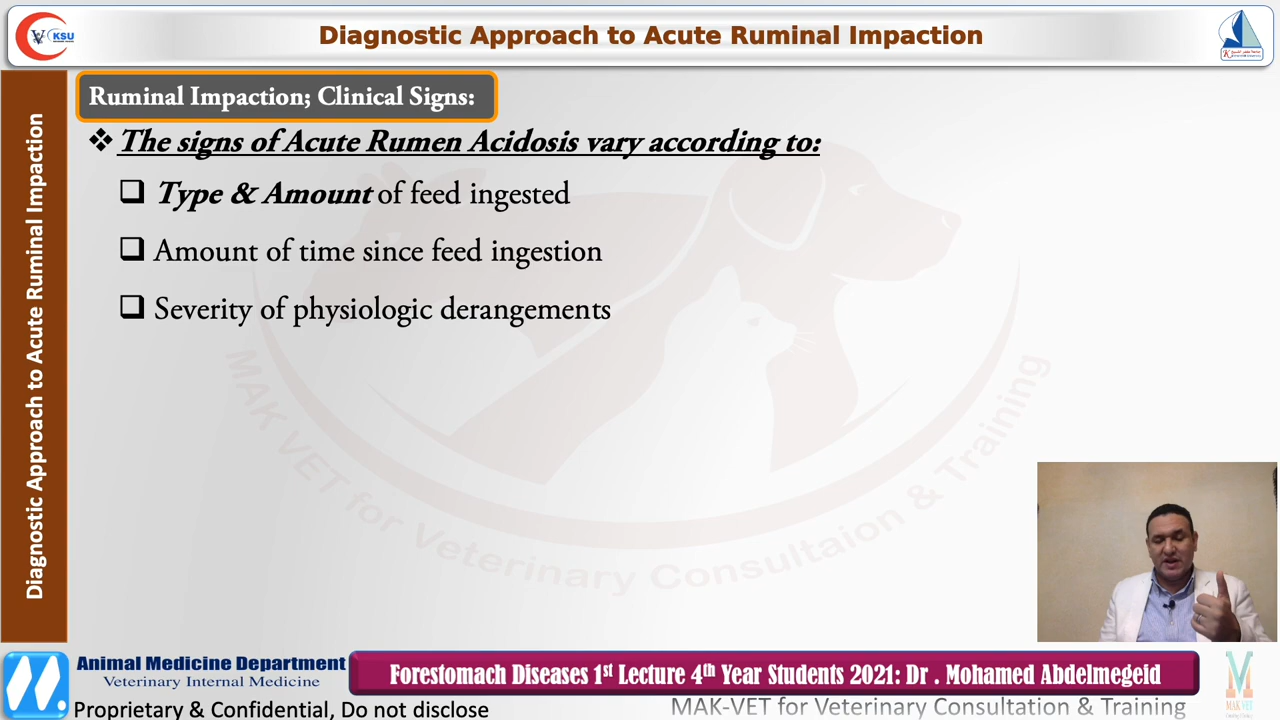 KSU
Diagnostic Approach to Acute Ruminal Impaction
Diagnostic Approach to Acute Ruminal Impaction
Ruminal Impaction; Clinical Signs:
The signs of Acute Rumen Acidosis vary according to:
Type & Amount of feed ingested
Amount of time since feed ingestion
Severity of physiologic derangements
MAK VET for Veterinary Consultaion & Training
Animal Medicine Department
Veterinary Internal Medicine
Forestomach Diseases 1st Lecture 4th Year Students 2021: Dr . Mohamed Abdelmegeid
Proprietary & Confidential, Do not disclose
MAK-VET for Veterinary Consultation & Training
MAK VET